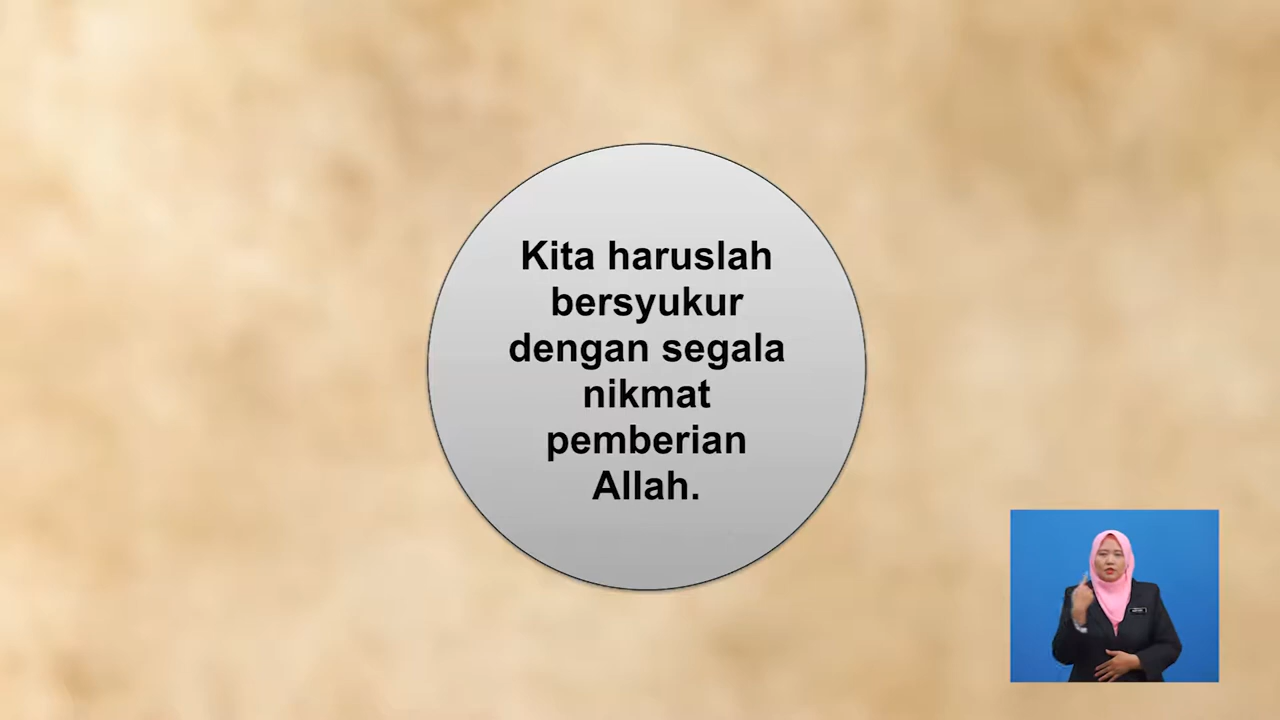 Kita haruslah
bersyukur
dengan segala
nikmat
pemberian
Allah.